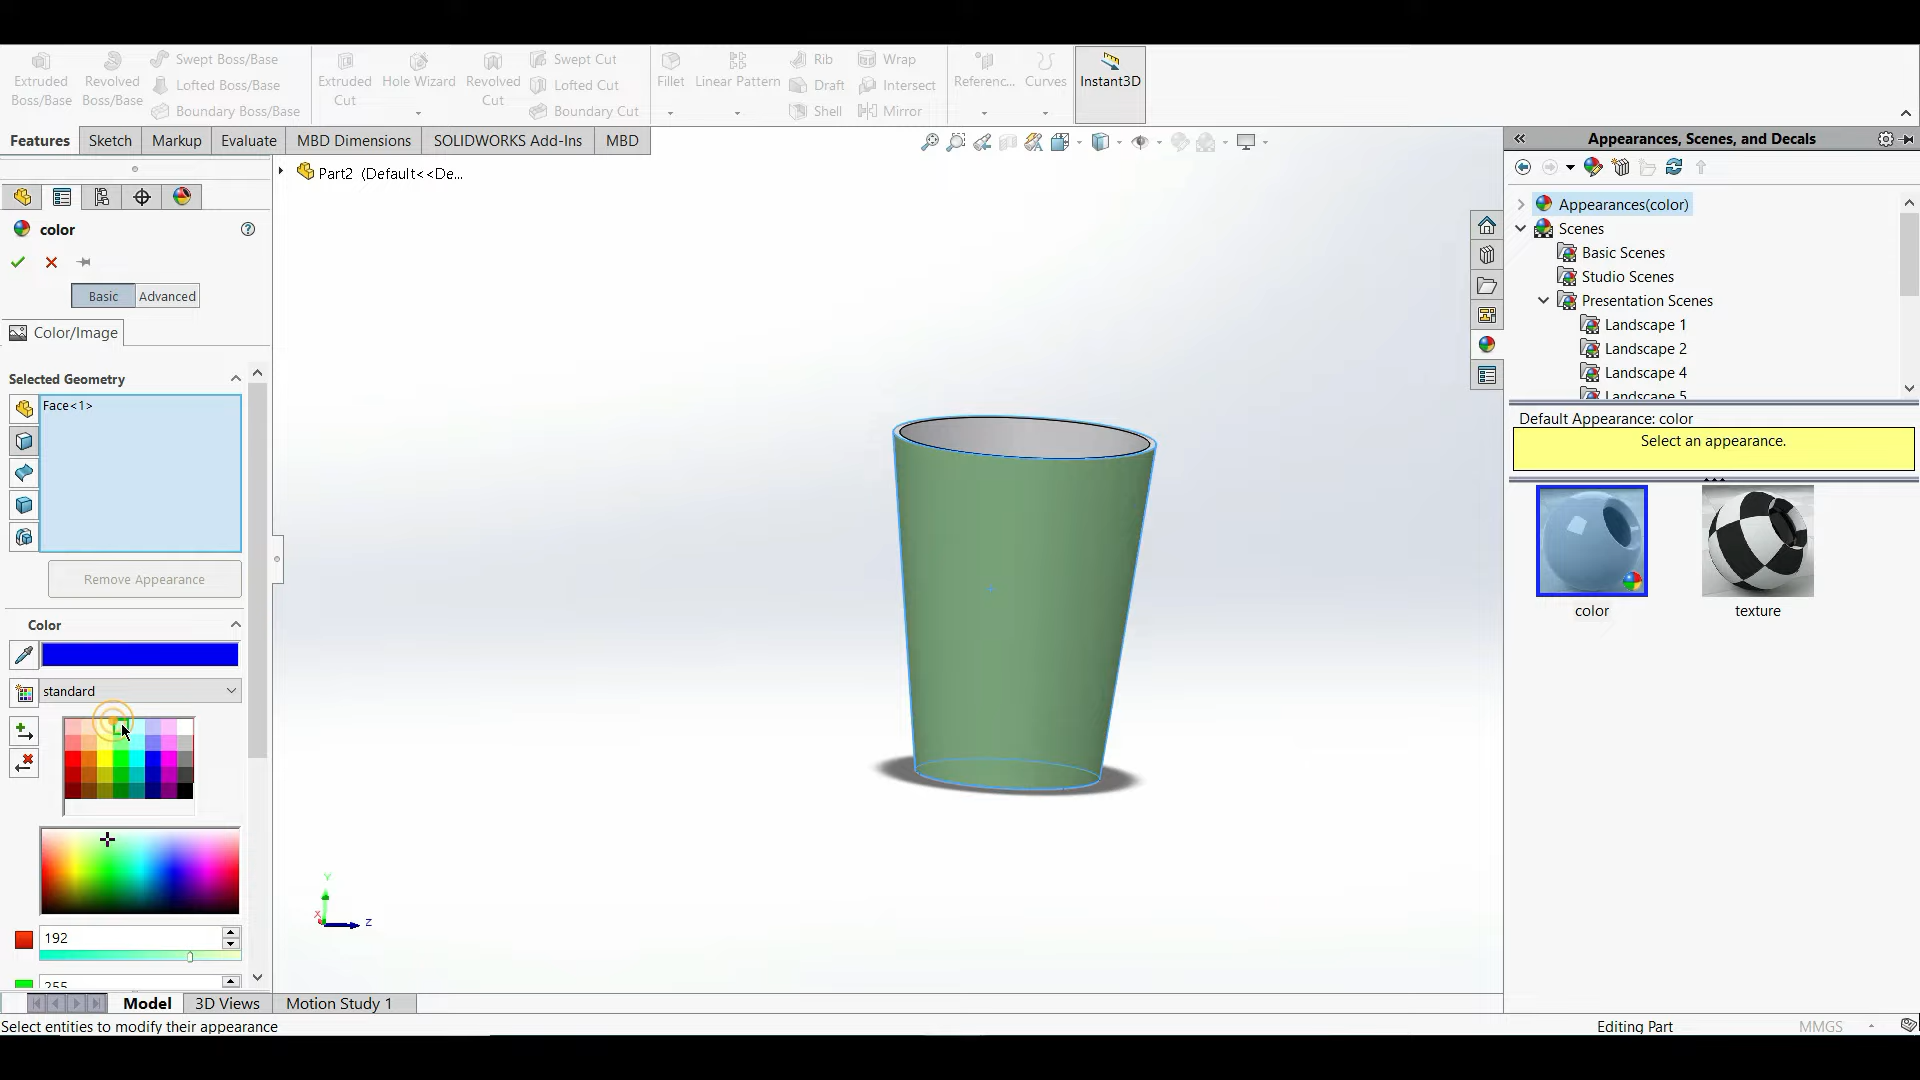 Extruded Boss/Base
Revolved Boss/Base
Swept Boss/Base
Lofted Boss/Base
Boundary Boss/Base
Extruded Cut
Hole Wizard
Revolved Cut
Swept Cut
Lofted Cut
Boundary Cut
Fillet
Linear Pattern
Rib
Draft
Shell
Wrap
Intersect
Mirror
Referenc...
Curves
Instant3D
Features
Sketch
Markup
Evaluate
MBD Dimensions
SOLIDWORKS Add-Ins
MBD
Part2 (Default<<De...
color
Basic
Advanced
Color/Image
Selected Geometry
Face<1>
Remove Appearance
Color
standard
192
255
Y
X
Z
Appearances, Scenes, and Decals
Appearances(color)
Scenes
Basic Scenes
Studio Scenes
Presentation Scenes
Landscape 1
Landscape 2
Landscape 4
Landscape 5
Default Appearance: color
Select an appearance.
color
texture
Model
3D Views
Motion Study 1
Select entities to modify their appearance
Editing Part
MMGS